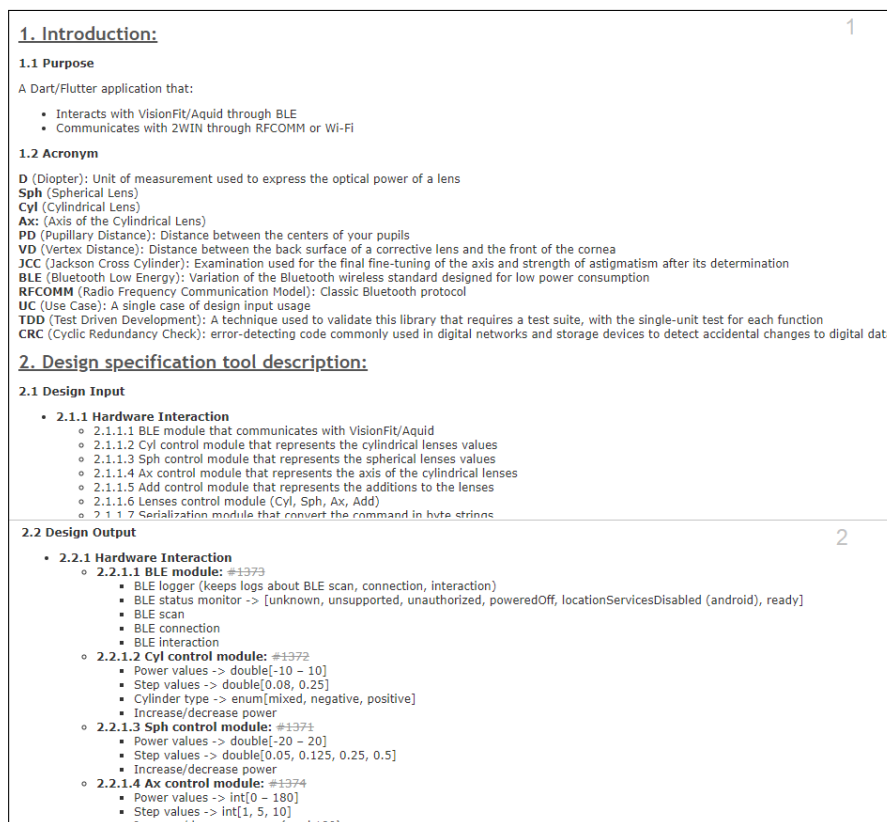 1
1. Introduction:
1.1 Purpose
A Dart/Flutter application that:
• Interacts with VisionFit/Aquid through BLE
• Communicates with 2WIN through RFCOMM or Wi-Fi
1.2 Acronym
D (Diopter): Unit of measurement used to express the optical power of a lens
Sph (Spherical Lens)
Cyl (Cylindrical Lens)
Ax: (Axis of the Cylindrical Lens)
PD (Pupillary Distance): Distance between the centers of your pupils
VD (Vertex Distance): Distance between the back surface of a corrective lens and the front of the cornea
JCC (Jackson Cross Cylinder): Examination used for the final fine-tuning of the axis and strength of astigmatism after its determination
BLE (Bluetooth Low Energy): Variation of the Bluetooth wireless standard designed for low power consumption
RFCOMM (Radio Frequency Communication Model): Classic Bluetooth protocol
UC (Use Case): A single case of design input usage
TDD (Test Driven Development): A technique used to validate this library that requires a test suite, with the single-unit test for each function
CRC (Cyclic Redundancy Check): error-detecting code commonly used in digital networks and storage devices to detect accidental changes to digital dat
2. Design specification tool description:
2.1 Design Input
• 2.1.1 Hardware Interaction
◦ 2.1.1.1 BLE module that communicates with VisionFit/Aquid
◦ 2.1.1.2 Cyl control module that represents the cylindrical lenses values
◦ 2.1.1.3 Sph control module that represents the spherical lenses values
◦ 2.1.1.4 Ax control module that represents the axis of the cylindrical lenses
◦ 2.1.1.5 Add control module that represents the additions to the lenses
◦ 2.1.1.6 Lenses control module (Cyl, Sph, Ax, Add)
◦ 2.1.1.7 Serialization module that convert the command in byte strings
2
2.2 Design Output
• 2.2.1 Hardware Interaction
◦ 2.2.1.1 BLE module: #1373
▪ BLE logger (keeps logs about BLE scan, connection, interaction)
▪ BLE status monitor -> [unknown, unsupported, unauthorized, poweredOff, locationServicesDisabled (android), ready]
▪ BLE scan
▪ BLE connection
▪ BLE interaction
◦ 2.2.1.2 Cyl control module: #1372
▪ Power values -> double[-10 – 10]
▪ Step values -> double[0.08, 0.25]
▪ Cylinder type -> enum[mixed, negative, positive]
▪ Increase/decrease power
◦ 2.2.1.3 Sph control module: #1371
▪ Power values -> double[-20 – 20]
▪ Step values -> double[0.05, 0.125, 0.25, 0.5]
▪ Increase/decrease power
◦ 2.2.1.4 Ax control module: #1374
▪ Power values -> int[0 – 180]
▪ Step values -> int[1, 5, 10]